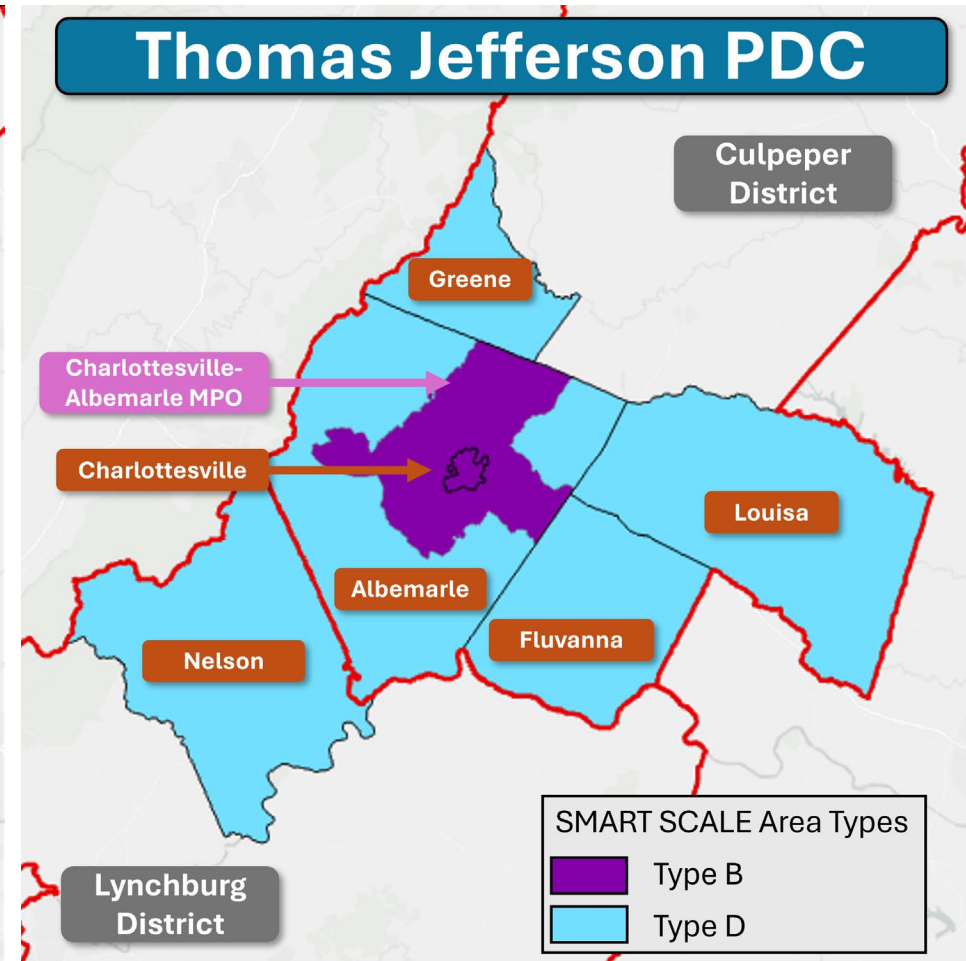 Thomas Jefferson PDC
Culpeper
District
Greene
Charlottesville-
Albemarle MPO
Charlottesville
Louisa
Albemarle
Fluvanna
Nelson
SMART SCALE Area Types
Type B
Type D
Lynchburg
District